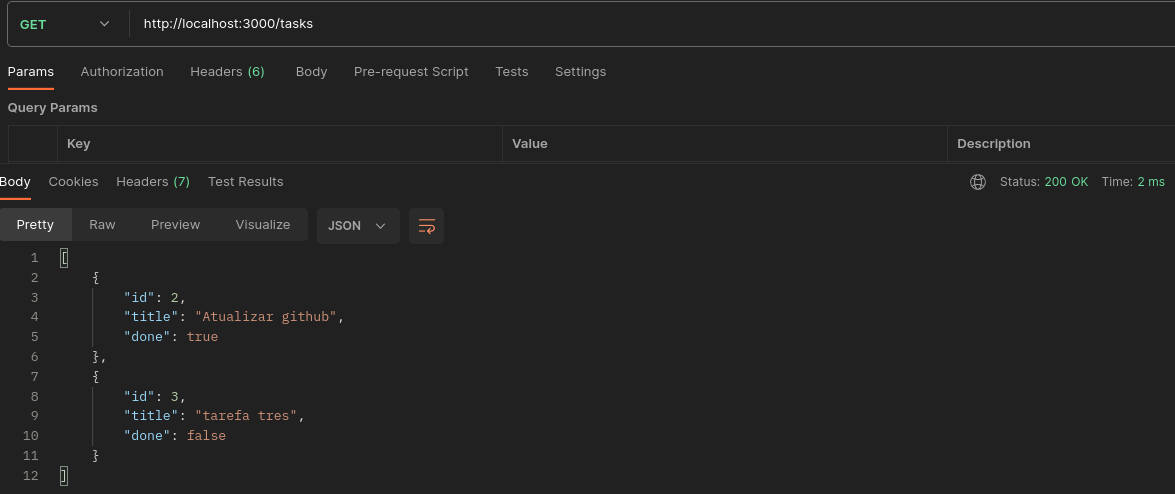 GET http://localhost:3000/tasks
Params Authorization Headers (6) Body Pre-request Script Tests Settings
Query Params
Key Value Description
Body Cookies Headers (7) Test Results Status: 200 OK Time: 2 ms
Pretty Raw Preview Visualize JSON
1 [
2 {
3 "id": 2,
4 "title": "Atualizar github",
5 "done": true
6 },
7 {
8 "id": 3,
9 "title": "tarefa tres",
10 "done": false
11 }
12 ]